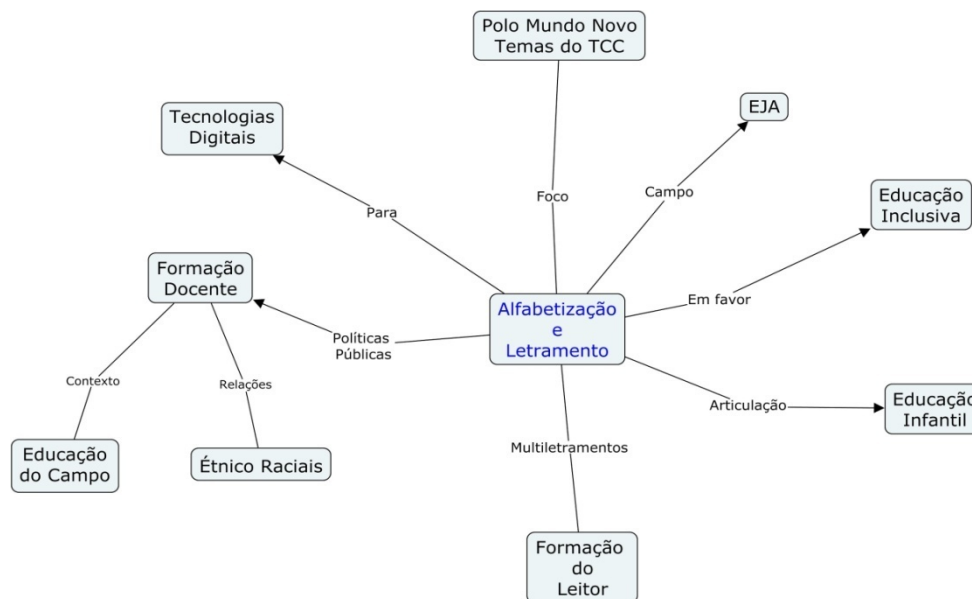 Polo Mundo Novo
Temas do TCC
Tecnologias
Digitais
EJA
Foco
Campo
Educação
Inclusiva
Para
Formação
Docente
Em favor
Alfabetização
e
Letramento
Políticas
Públicas
Contexto
Relações
Articulação
Educação
Infantil
Educação
do Campo
Étnico Raciais
Multiletramentos
Formação
do
Leitor